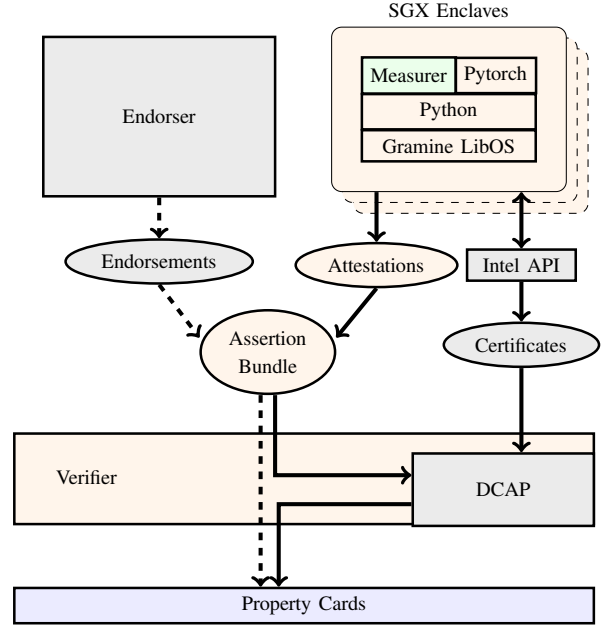 SGX Enclaves
Endorser
Measurer
Pytorch
Python
Gramine LibOS
Endorsements
Attestations
Intel API
Assertion
Bundle
Certificates
Verifier
DCAP
Property Cards